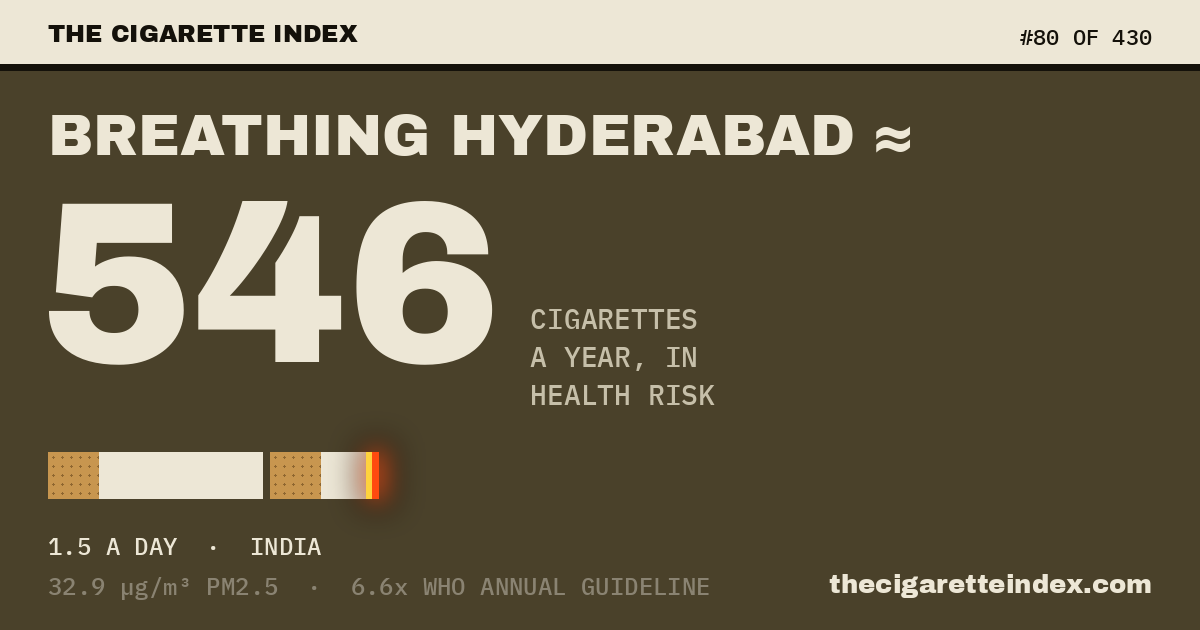 THE CIGARETTE INDEX
#80 OF 430
BREATHING HYDERABAD ≈
546
CIGARETTES
A YEAR, IN
HEALTH RISK
1.5 A DAY · INDIA
32.9 µg/m³ PM2.5 · 6.6x WHO ANNUAL GUIDELINE
thecigaretteindex.com